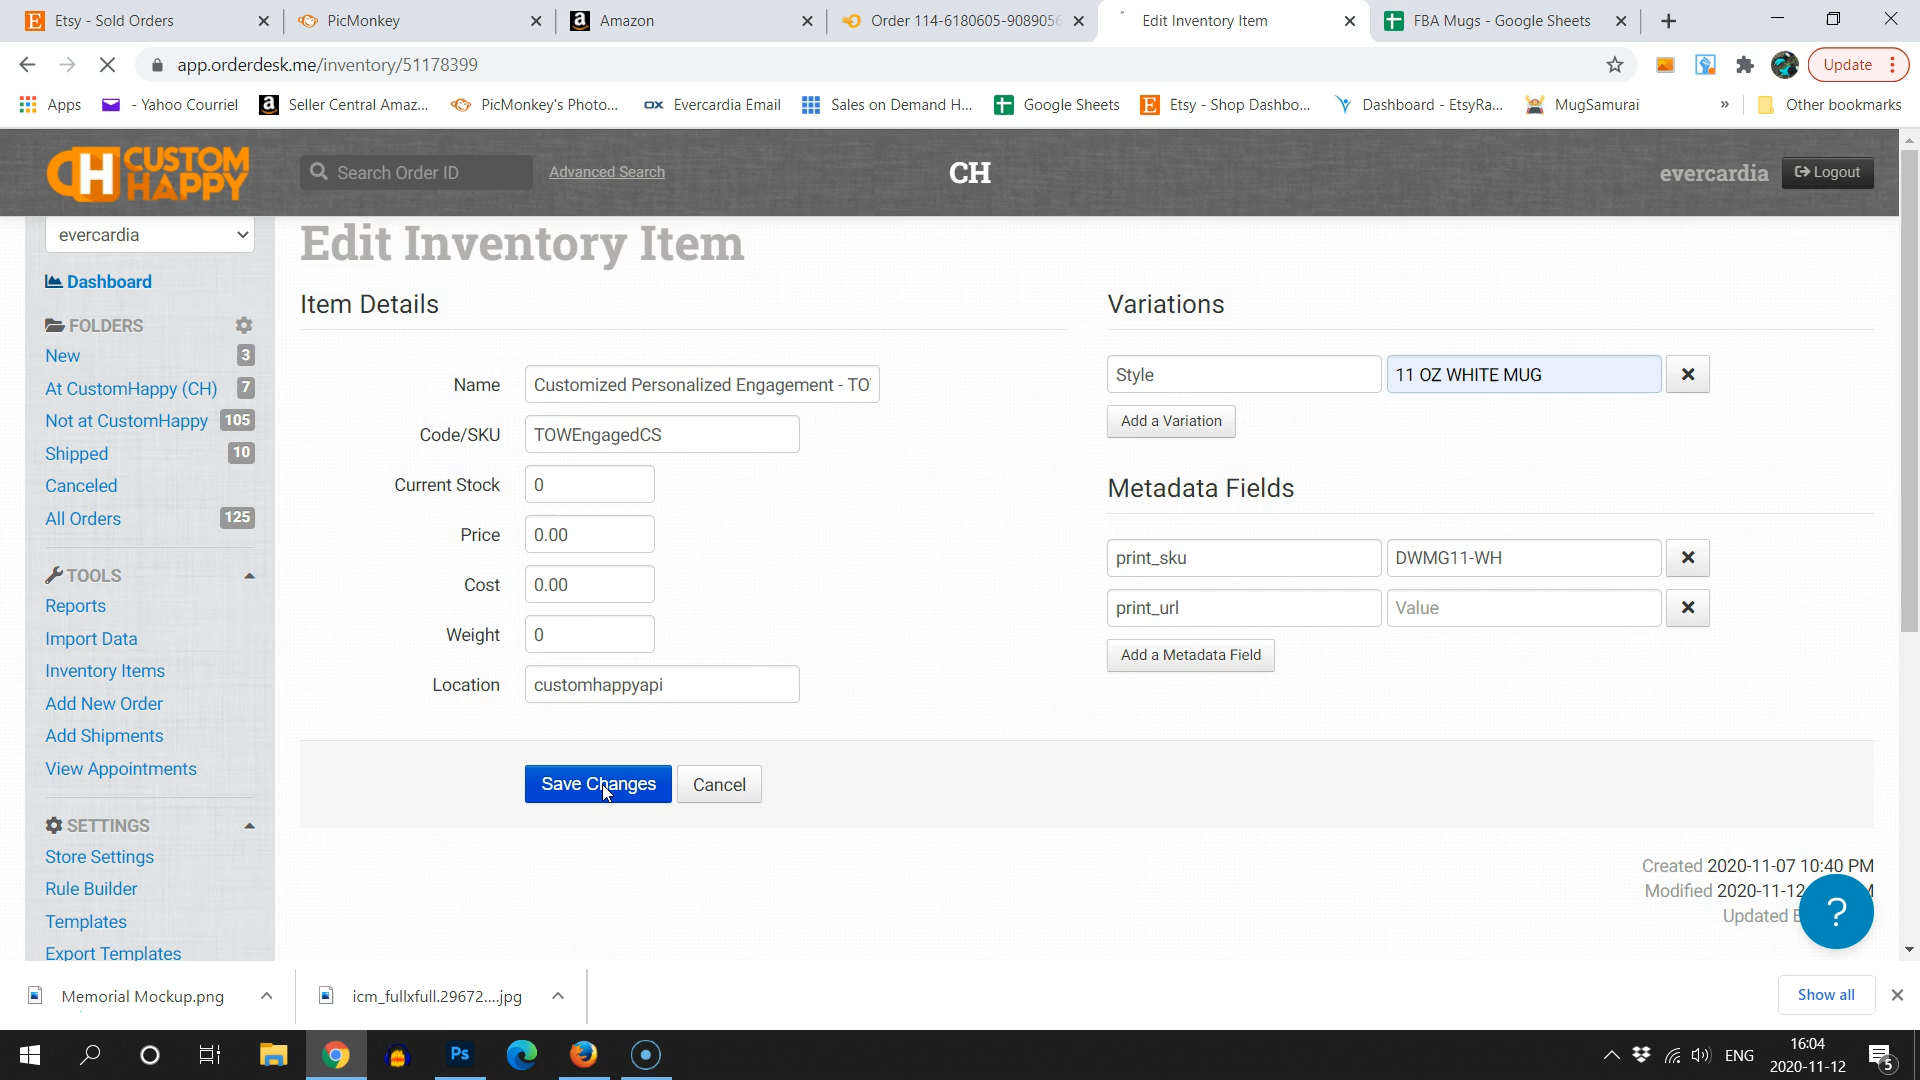 Etsy - Sold Orders
PicMonkey
Amazon
Order 114-6180605-9089056
Edit Inventory Item
FBA Mugs - Google Sheets
app.orderdesk.me/inventory/51178399
Update
Apps
- Yahoo Courriel
Seller Central Amaz...
PicMonkey's Photo...
OX Evercardia Email
Sales on Demand H...
Google Sheets
Etsy - Shop Dashbo...
Dashboard - EtsyRa...
MugSamurai
»
Other bookmarks
CH CUSTOM HAPPY
Search Order ID
Advanced Search
CH
evercardia
Logout
evercardia
Dashboard
FOLDERS
New 3
At CustomHappy (CH) 7
Not at CustomHappy 105
Shipped 10
Canceled
All Orders 125
TOOLS
Reports
Import Data
Inventory Items
Add New Order
Add Shipments
View Appointments
SETTINGS
Store Settings
Rule Builder
Templates
Export Templates
Edit Inventory Item
Item Details
Name Customized Personalized Engagement - TO
Code/SKU TOWEngagedCS
Current Stock 0
Price 0.00
Cost 0.00
Weight 0
Location customhappyapi
Save Changes
Cancel
Variations
Style 11 OZ WHITE MUG
Add a Variation
Metadata Fields
print_sku DWMG11-WH
print_url Value
Add a Metadata Field
Created 2020-11-07 10:40 PM
Modified 2020-11-12
Updated
?
Memorial Mockup.png
icm_fullxfull.29672....jpg
Show all
Ps
ENG
16:04
2020-11-12
5